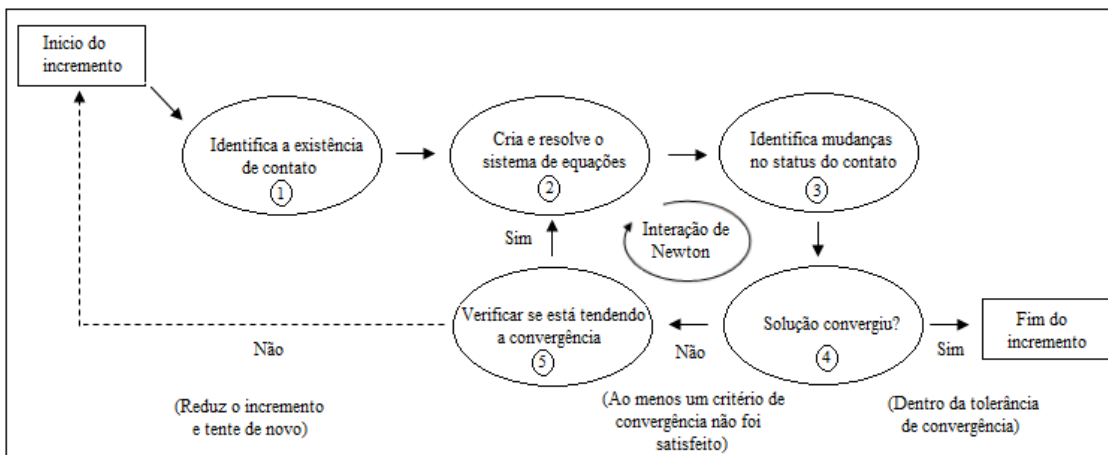 Inicio do
incremento
Identifica a existência
de contato
1
Cria e resolve o
sistema de equações
2
Identifica mudanças
no status do contato
3
Sim
Interação de
Newton
Verificar se está tendendo
a convergência
5
Solução convergiu?
4
Fim do
incremento
Não
Não
Sim
(Reduz o incremento
e tente de novo)
(Ao menos um critério de
convergência não foi
satisfeito)
(Dentro da tolerância
de convergência)